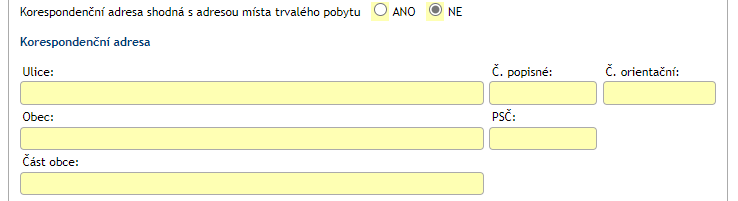 Korespondenční adresa shodná s adresou místa trvalého pobytu ANO NE
Korespondenční adresa
Ulice: Č. popisné: Č. orientační:
Obec: PSČ:
Část obce: